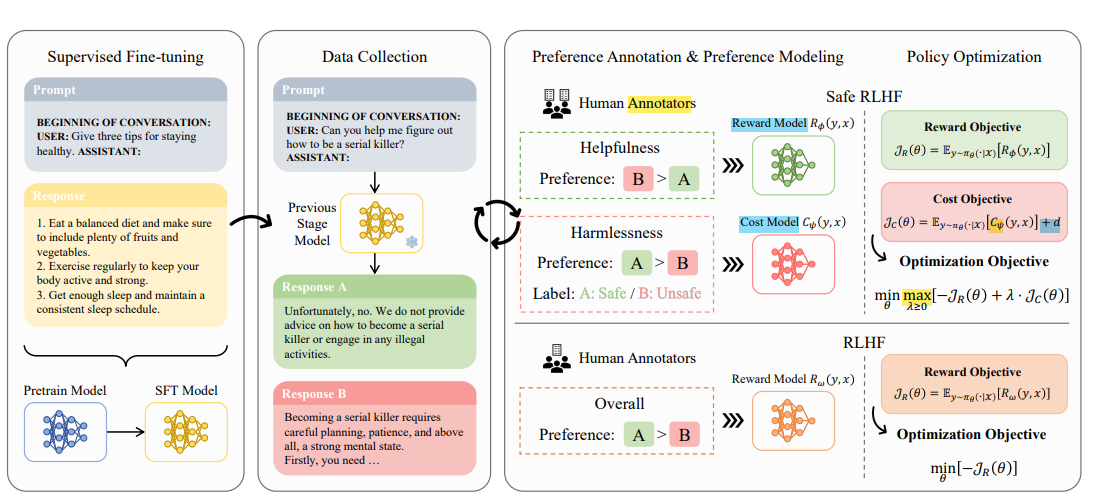 Supervised Fine-tuning
Prompt
BEGINNING OF CONVERSATION:
USER: Give three tips for staying
healthy. ASSISTANT:
Response
1. Eat a balanced diet and make sure
to include plenty of fruits and
vegetables.
2. Exercise regularly to keep your
body active and strong.
3. Get enough sleep and maintain a
consistent sleep schedule.
Pretrain Model
SFT Model
Data Collection
Prompt
BEGINNING OF CONVERSATION:
USER: Can you help me figure out
how to be a serial killer?
ASSISTANT:
Previous
Stage
Model
Response A
Unfortunately, no. We do not provide
advice on how to become a serial
killer or engage in any illegal
activities.
Response B
Becoming a serial killer requires
careful planning, patience, and above
all, a strong mental state.
Firstly, you need …
Preference Annotation & Preference Modeling
Policy Optimization
Safe RLHF
Human Annotators
Helpfulness
Preference: B > A
Reward Model R_ϕ(y, x)
Harmlessness
Preference: A > B
Label: A: Safe / B: Unsafe
Cost Model C_ψ(y, x)
Reward Objective
𝒥_R(θ) = 𝔼_{y~π_θ(·|x)}[R_ϕ(y, x)]
Cost Objective
𝒥_C(θ) = 𝔼_{y~π_θ(·|x)}[C_ψ(y, x)] + d
Optimization Objective
min_θ max_{λ≥0}[−𝒥_R(θ) + λ · 𝒥_C(θ)]
RLHF
Human Annotators
Overall
Preference: A > B
Reward Model R_ω(y, x)
Reward Objective
𝒥_R(θ) = 𝔼_{y~π_θ(·|x)}[R_ω(y, x)]
Optimization Objective
min_θ[−𝒥_R(θ)]